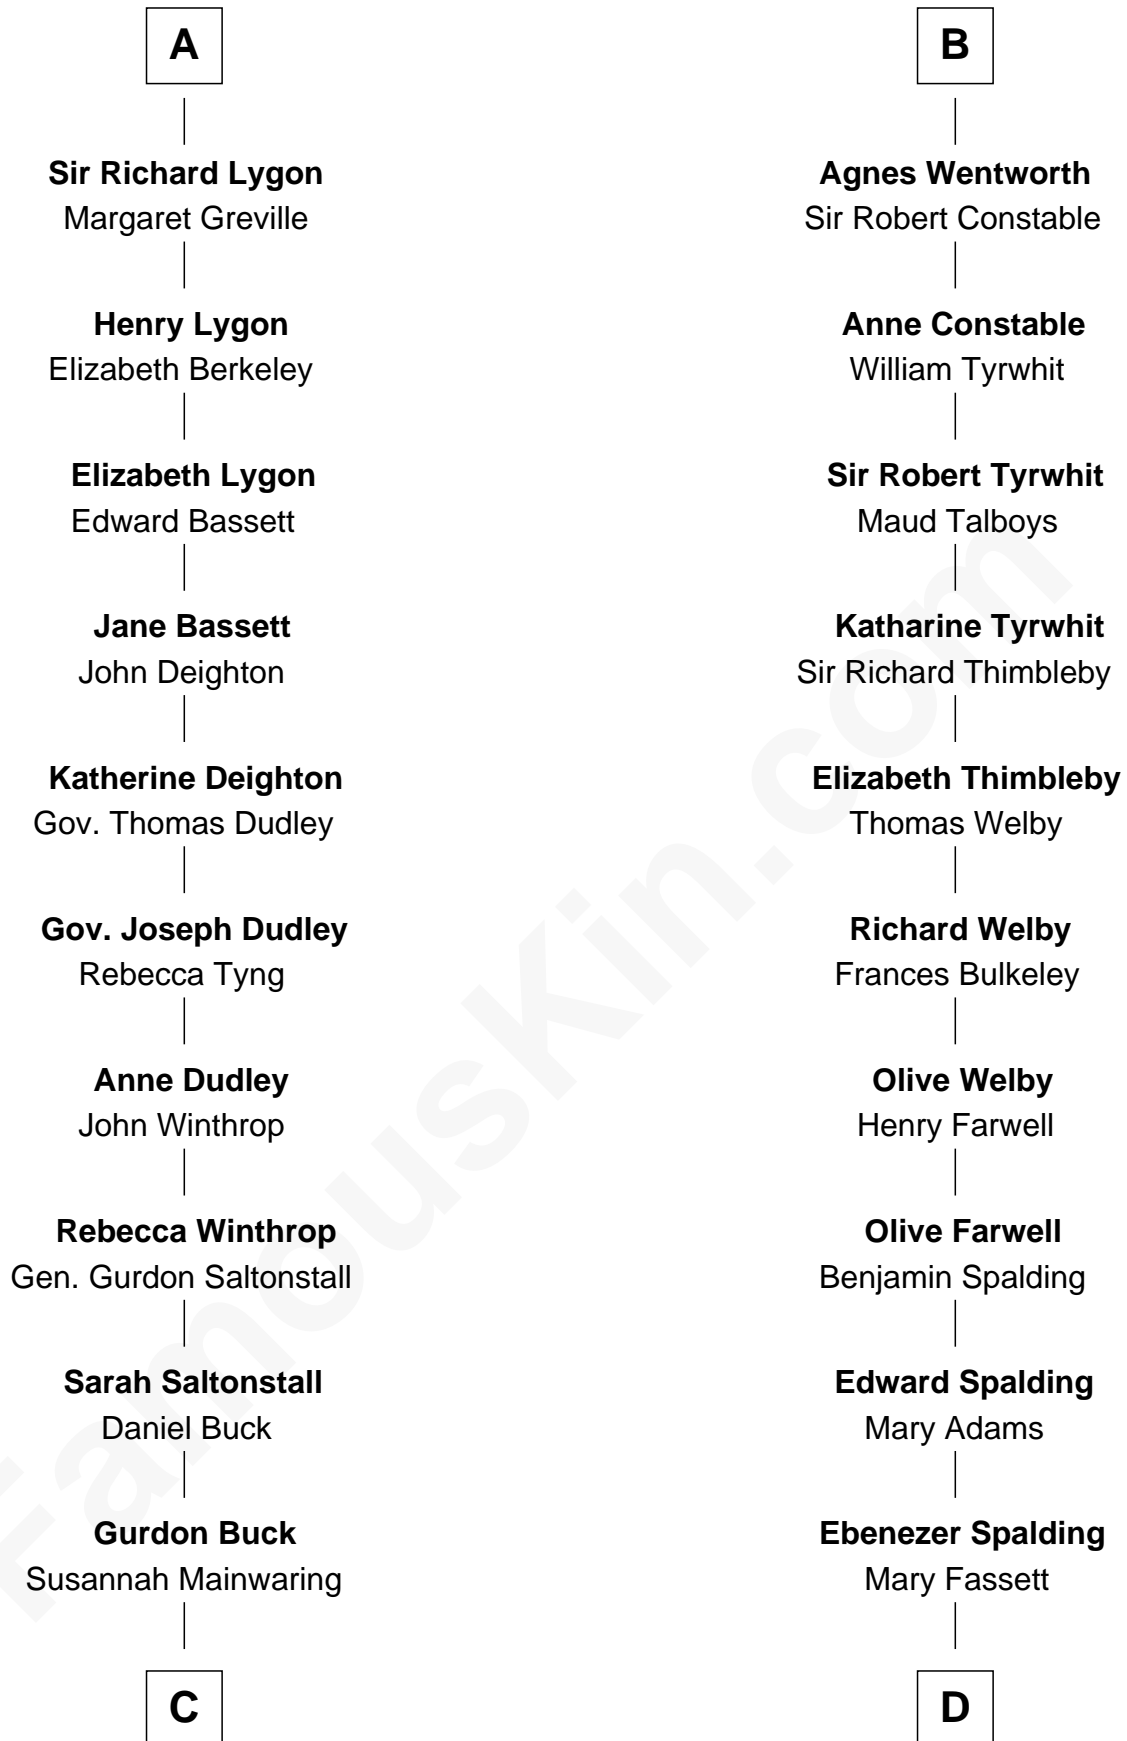 A
Sir Richard Lygon
Margaret Greville
Henry Lygon
Elizabeth Berkeley
Elizabeth Lygon
Edward Bassett
Jane Bassett
John Deighton
Katherine Deighton
Gov. Thomas Dudley
Gov. Joseph Dudley
Rebecca Tyng
Anne Dudley
John Winthrop
Rebecca Winthrop
Gen. Gurdon Saltonstall
Sarah Saltonstall
Daniel Buck
Gurdon Buck
Susannah Mainwaring
C
B
Agnes Wentworth
Sir Robert Constable
Anne Constable
William Tyrwhit
Sir Robert Tyrwhit
Maud Talboys
Katharine Tyrwhit
Sir Richard Thimbleby
Elizabeth Thimbleby
Thomas Welby
Richard Welby
Frances Bulkeley
Olive Welby
Henry Farwell
Olive Farwell
Benjamin Spalding
Edward Spalding
Mary Adams
Ebenezer Spalding
Mary Fassett
D
FamousKin.com